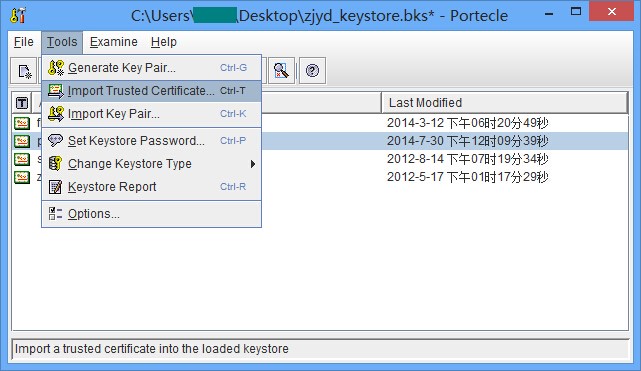 C:\Users\ \Desktop\zjyd_keystore.bks* - Portecle
File Tools Examine Help
Generate Key Pair... Ctrl-G
Import Trusted Certificate... Ctrl-T
Import Key Pair... Ctrl-K
Set Keystore Password... Ctrl-P
Change Keystore Type
Keystore Report Ctrl-R
Options...
T Last Modified
f 2014-3-12 下午06时20分49秒
p 2014-7-30 下午12时09分39秒
s 2012-8-14 下午07时19分34秒
z 2012-5-17 下午01时17分29秒
Import a trusted certificate into the loaded keystore